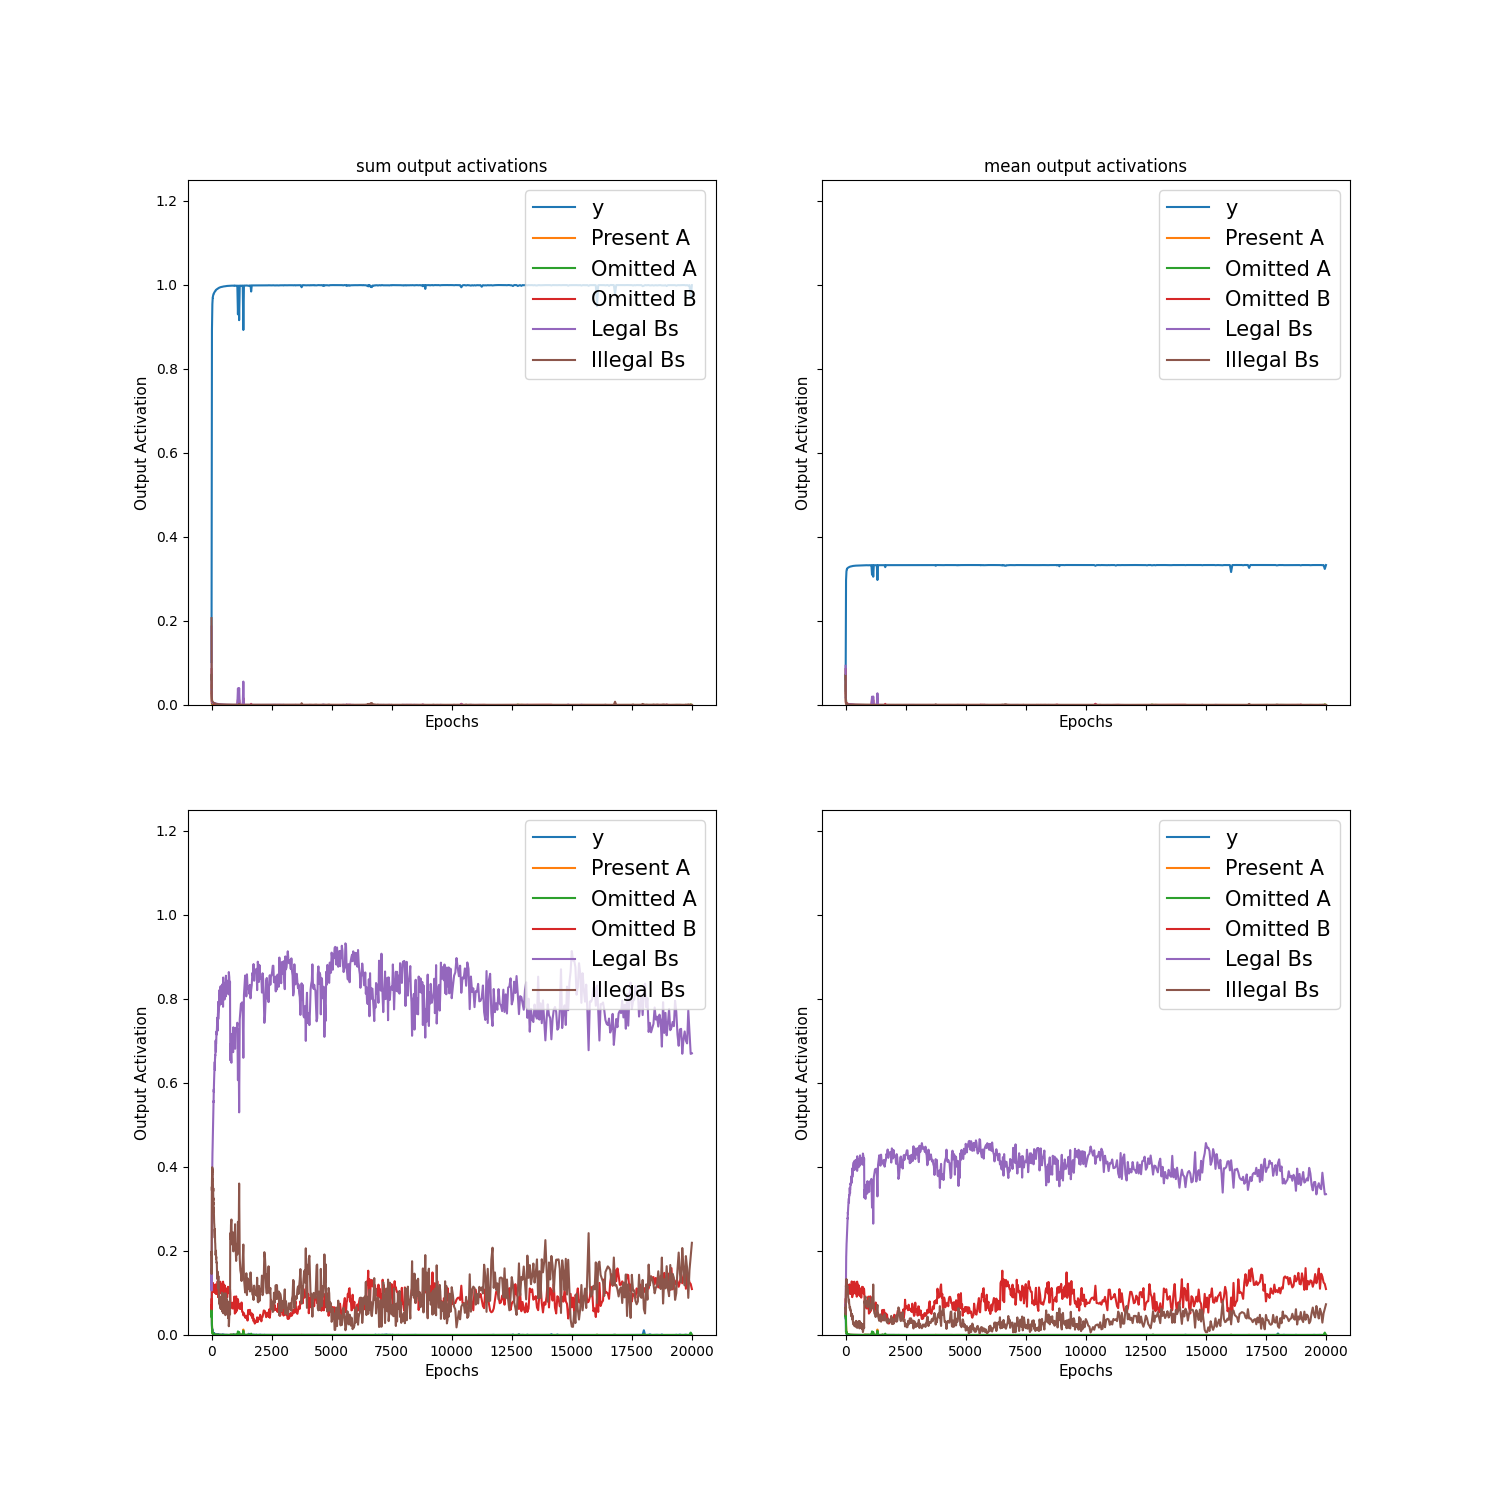 sum output activations
mean output activations
1.2
1.0
0.8
0.6
0.4
0.2
0.0
Output Activation
Epochs
y
Present A
Omitted A
Omitted B
Legal Bs
Illegal Bs
Output Activation
Epochs
y
Present A
Omitted A
Omitted B
Legal Bs
Illegal Bs
1.2
1.0
0.8
0.6
0.4
0.2
0.0
Output Activation
0 2500 5000 7500 10000 12500 15000 17500 20000
Epochs
y
Present A
Omitted A
Omitted B
Legal Bs
Illegal Bs
Output Activation
0 2500 5000 7500 10000 12500 15000 17500 20000
Epochs
y
Present A
Omitted A
Omitted B
Legal Bs
Illegal Bs